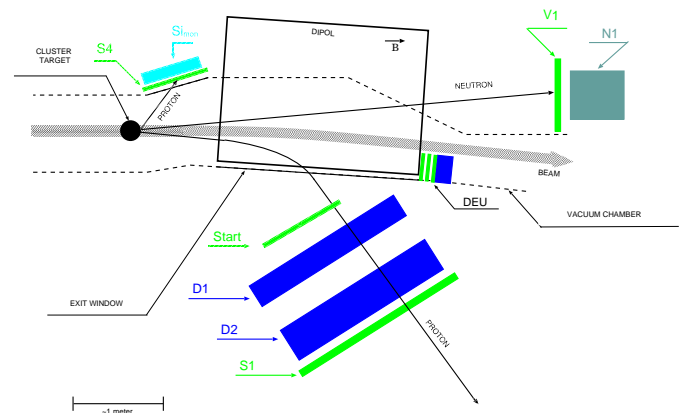 V1
N1
Si mon
S4
DIPOL
B
CLUSTER
TARGET
NEUTRON
PROTON
BEAM
DEU
VACUUM CHAMBER
Start
D1
EXIT WINDOW
D2
PROTON
S1
~1 meter